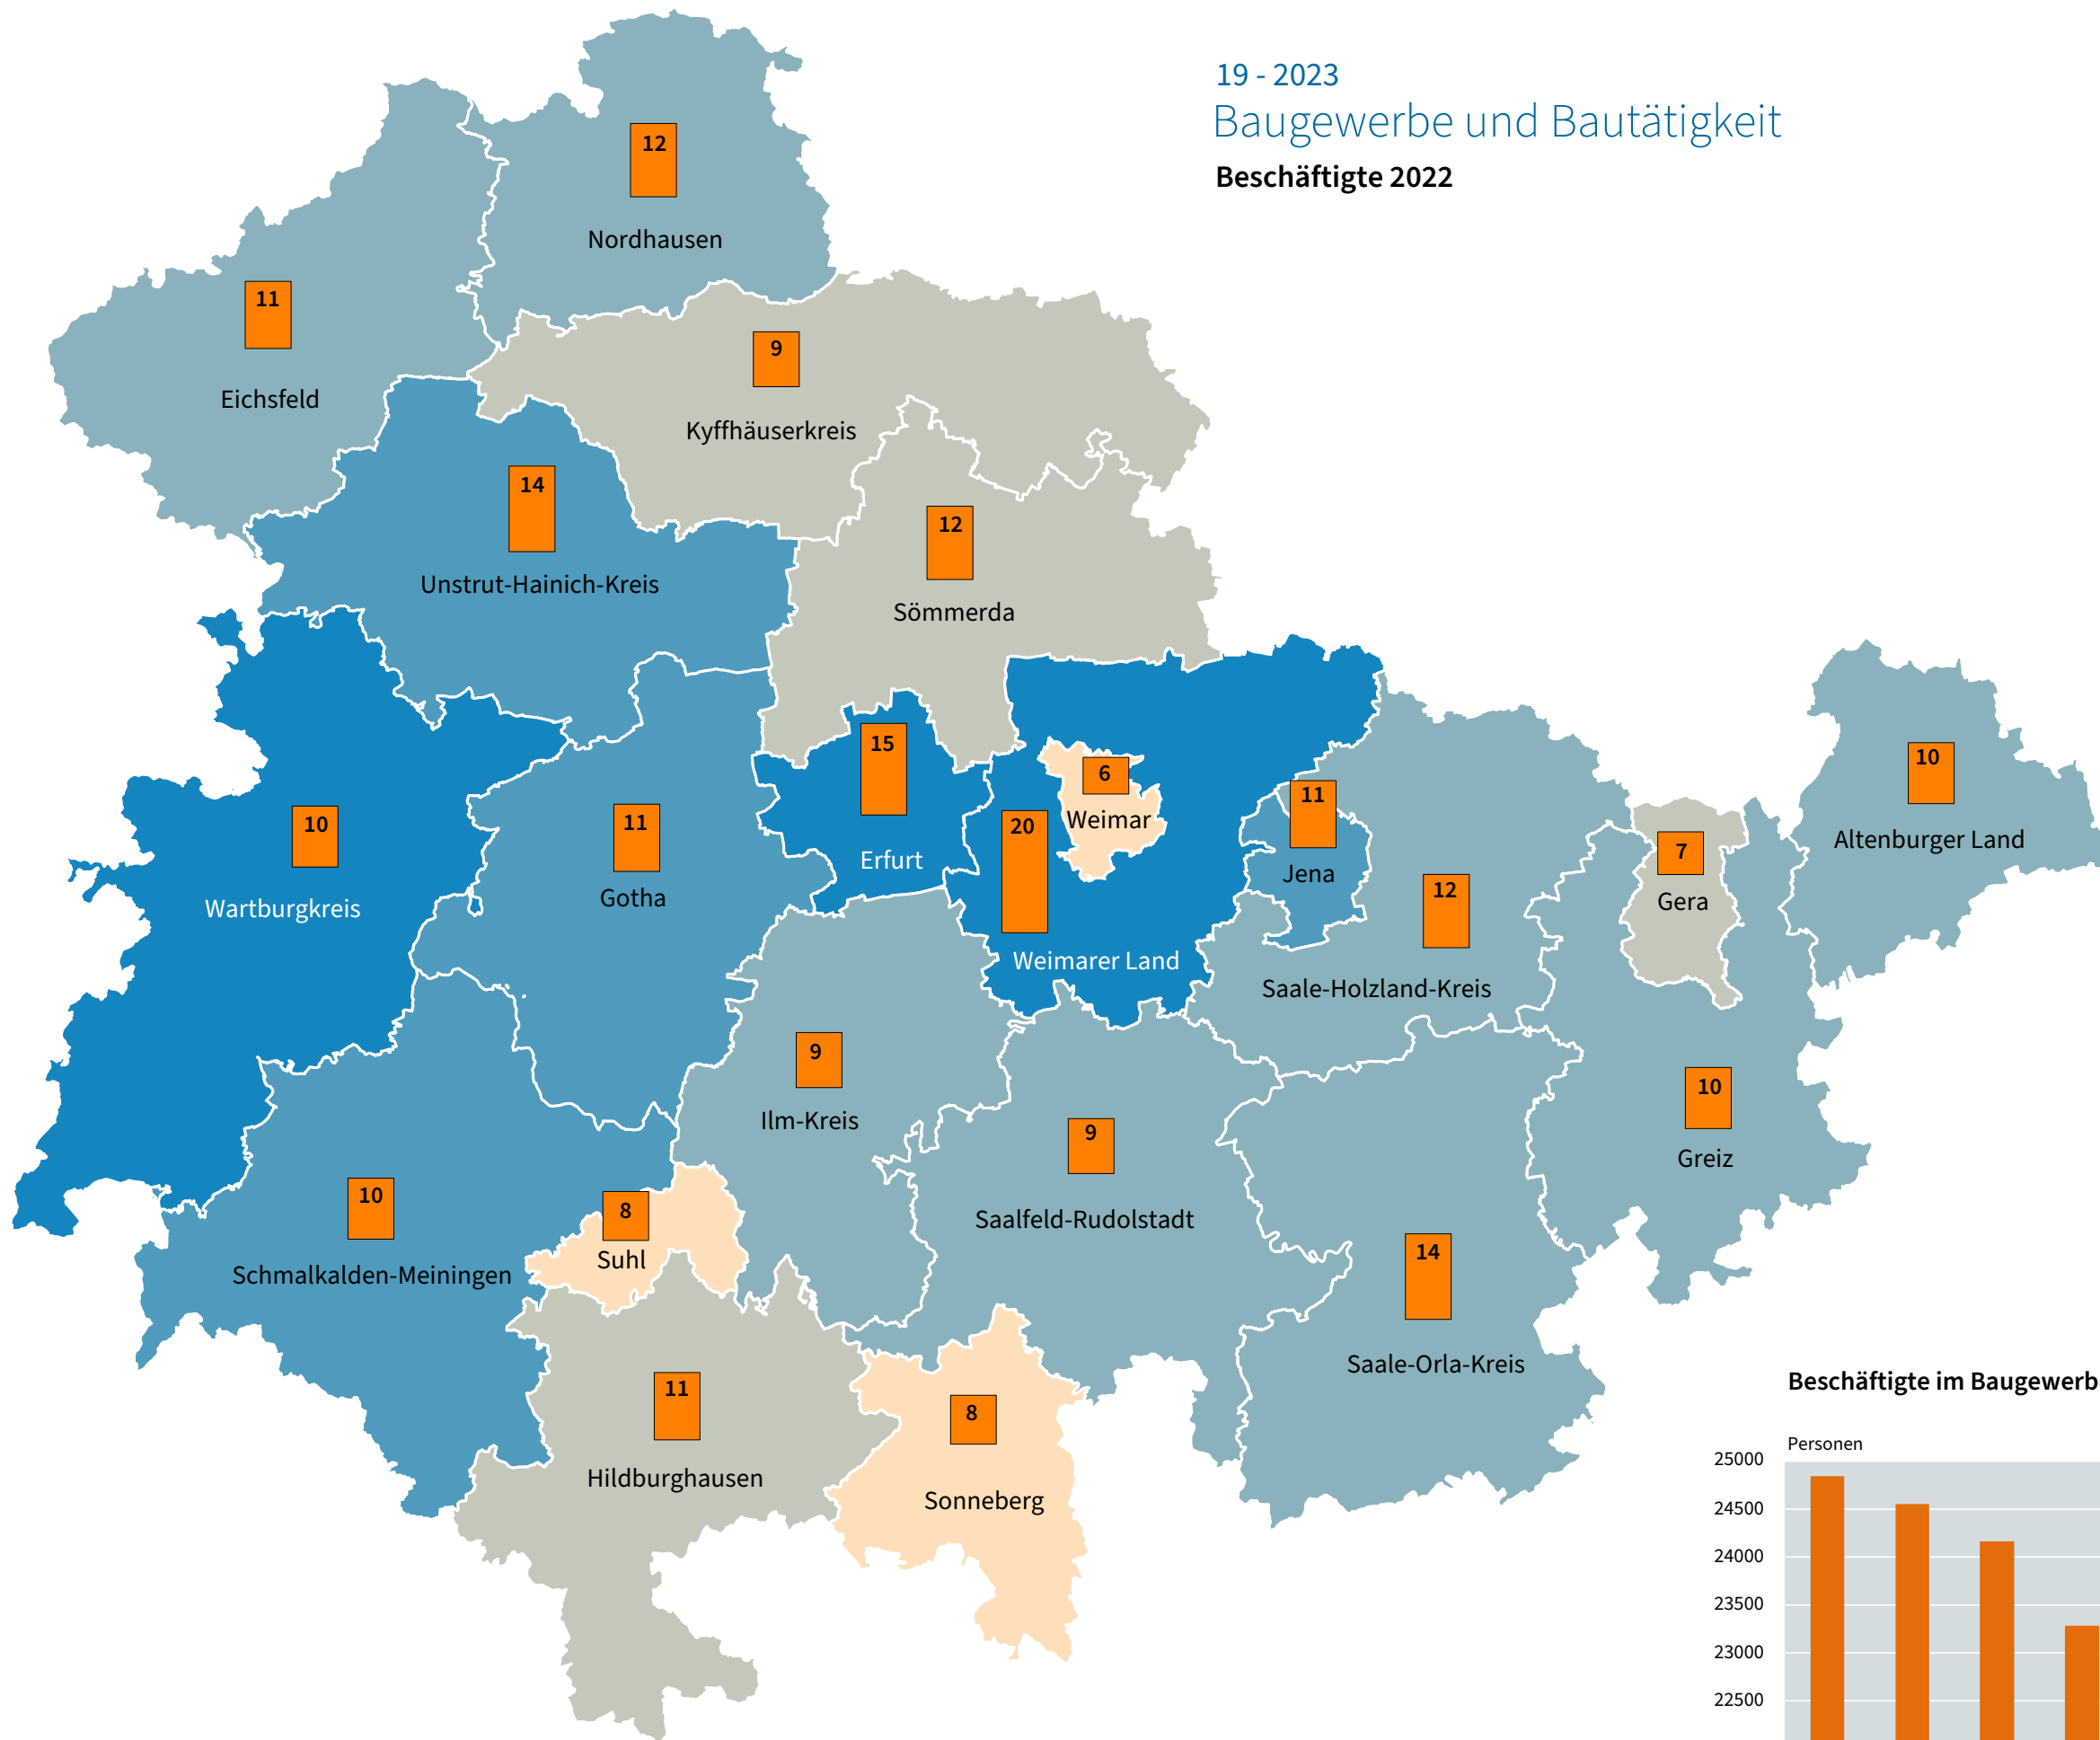 19 - 2023
Baugewerbe und Bautätigkeit
Beschäftigte 2022
12
Nordhausen
11
Eichsfeld
9
Kyffhäuserkreis
14
Unstrut-Hainich-Kreis
12
Sömmerda
15
Erfurt
6
Weimar
20
Weimarer Land
11
Jena
10
Altenburger Land
10
Wartburgkreis
11
Gotha
7
Gera
12
Saale-Holzland-Kreis
9
Ilm-Kreis
10
Greiz
9
Saalfeld-Rudolstadt
10
Schmalkalden-Meiningen
8
Suhl
14
Saale-Orla-Kreis
11
Hildburghausen
8
Sonneberg
Beschäftigte im Baugewerb
Personen
25000
24500
24000
23500
23000
22500